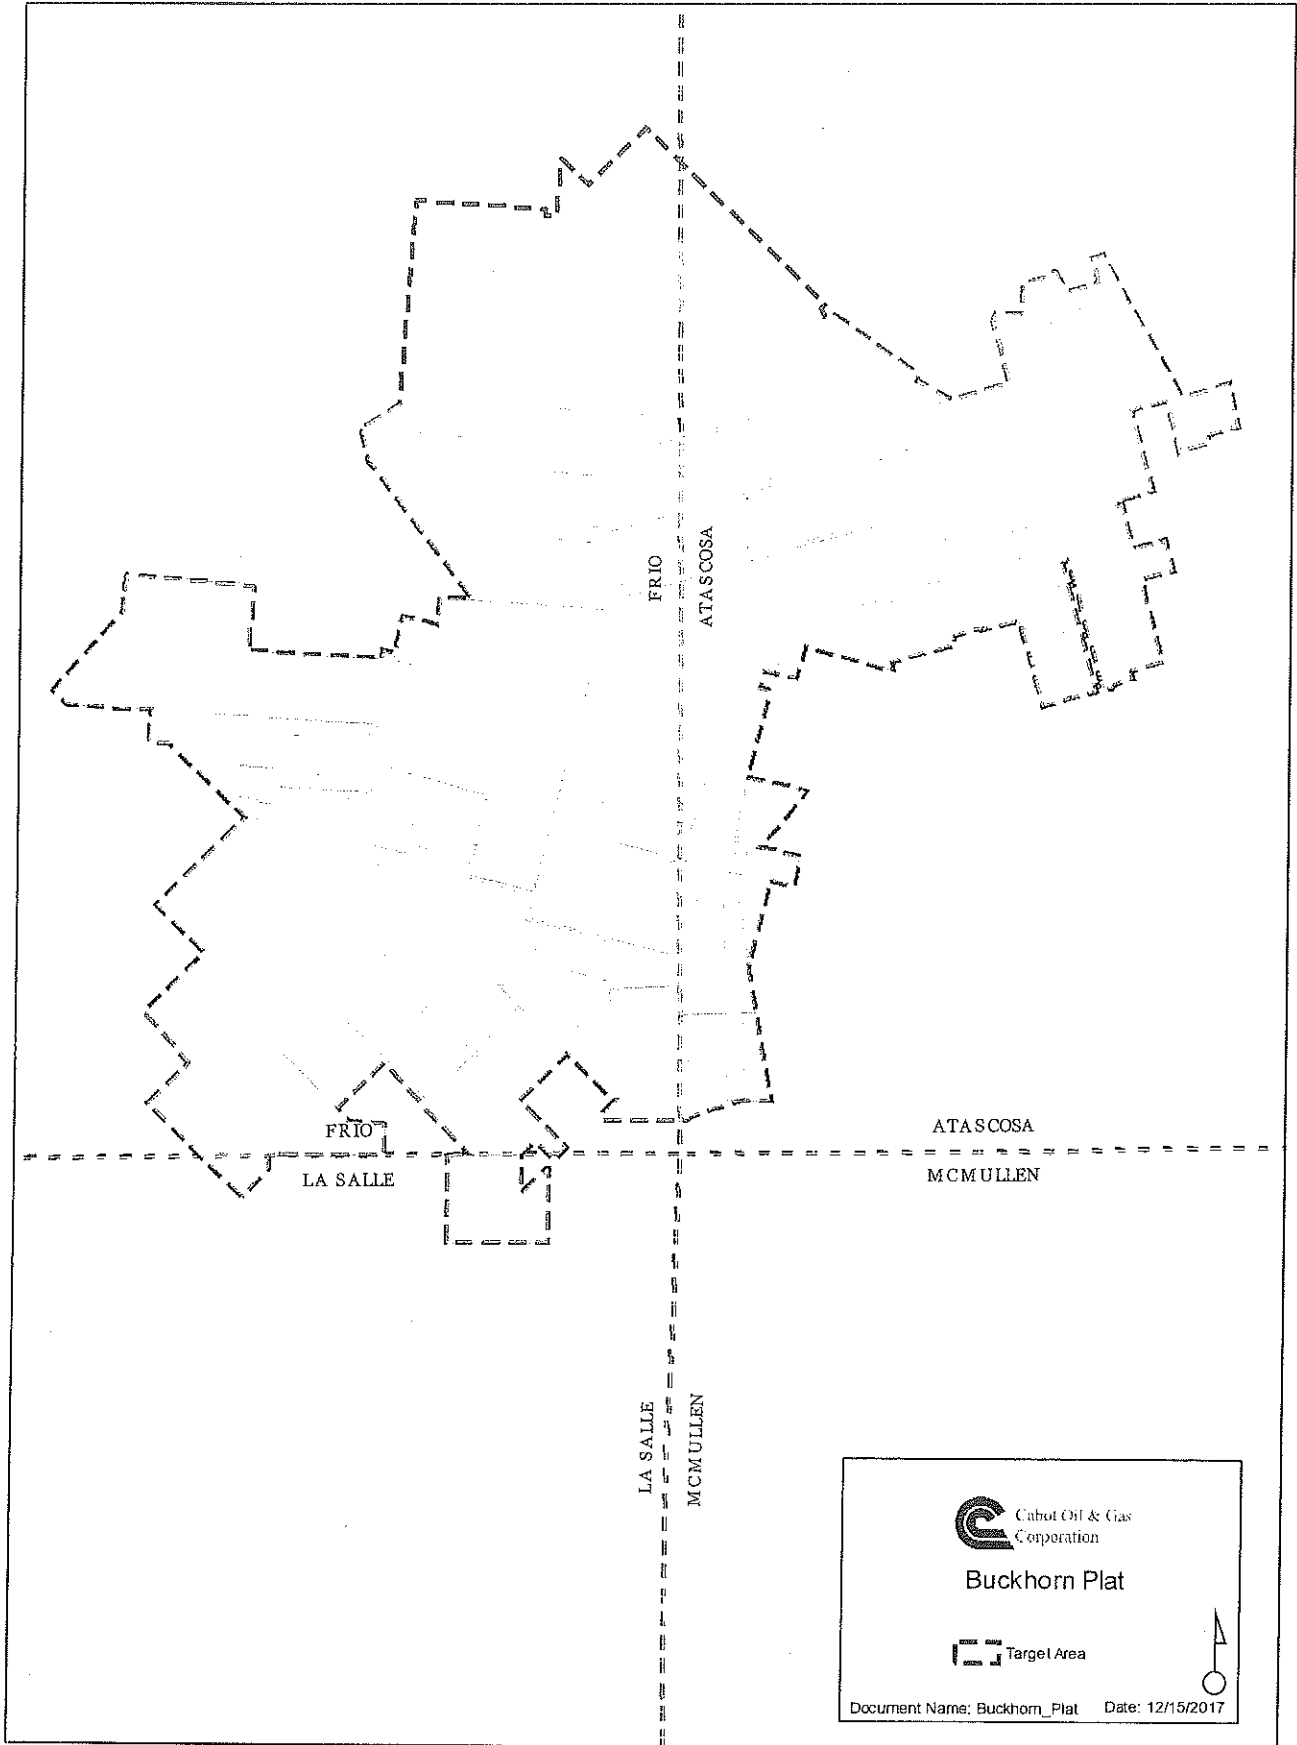 FRIO
ATASCOSA
FRIO
LA SALLE
ATASCOSA
MCMULLEN
LA SALLE
MCMULLEN
Cabot Oil & Gas
Corporation
Buckhorn Plat
Target Area
Document Name: Buckhorn_Plat Date: 12/15/2017